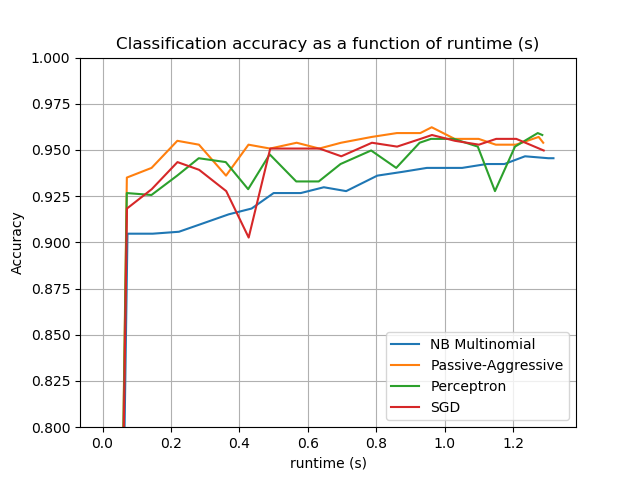 Classification accuracy as a function of runtime (s)
1.000
0.975
0.950
0.925
0.900
0.875
0.850
0.825
0.800
Accuracy
NB Multinomial
Passive-Aggressive
Perceptron
SGD
0.0 0.2 0.4 0.6 0.8 1.0 1.2
runtime (s)